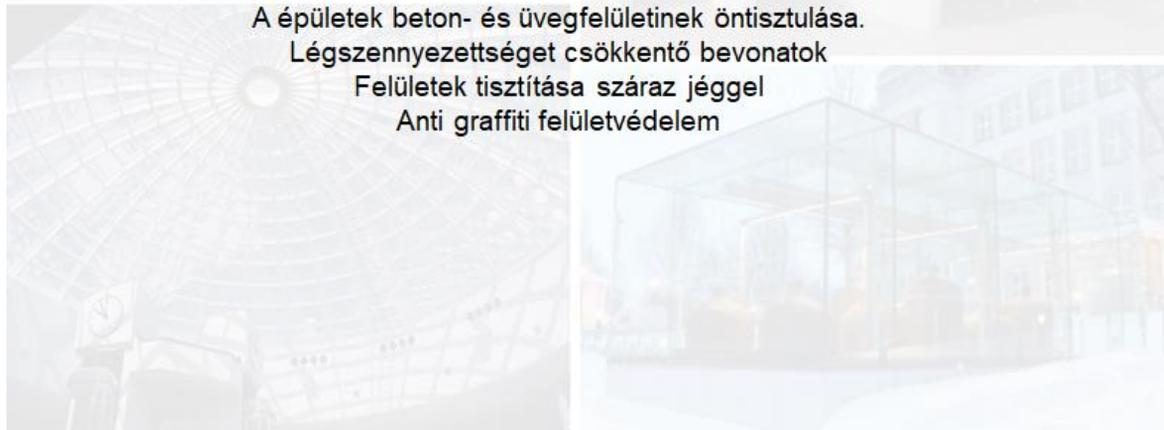 A épületek beton- és üvegfelületinek öntisztulása.
Légszennyezettséget csökkentő bevonatok
Felületek tisztítása száraz jéggel
Anti graffiti felületvédelem